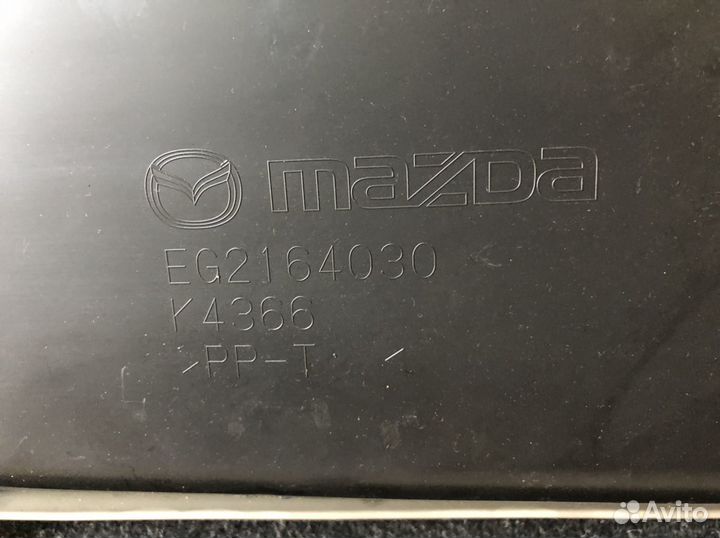 mazda
EG2164030
K4366
>PP-T <
Avito